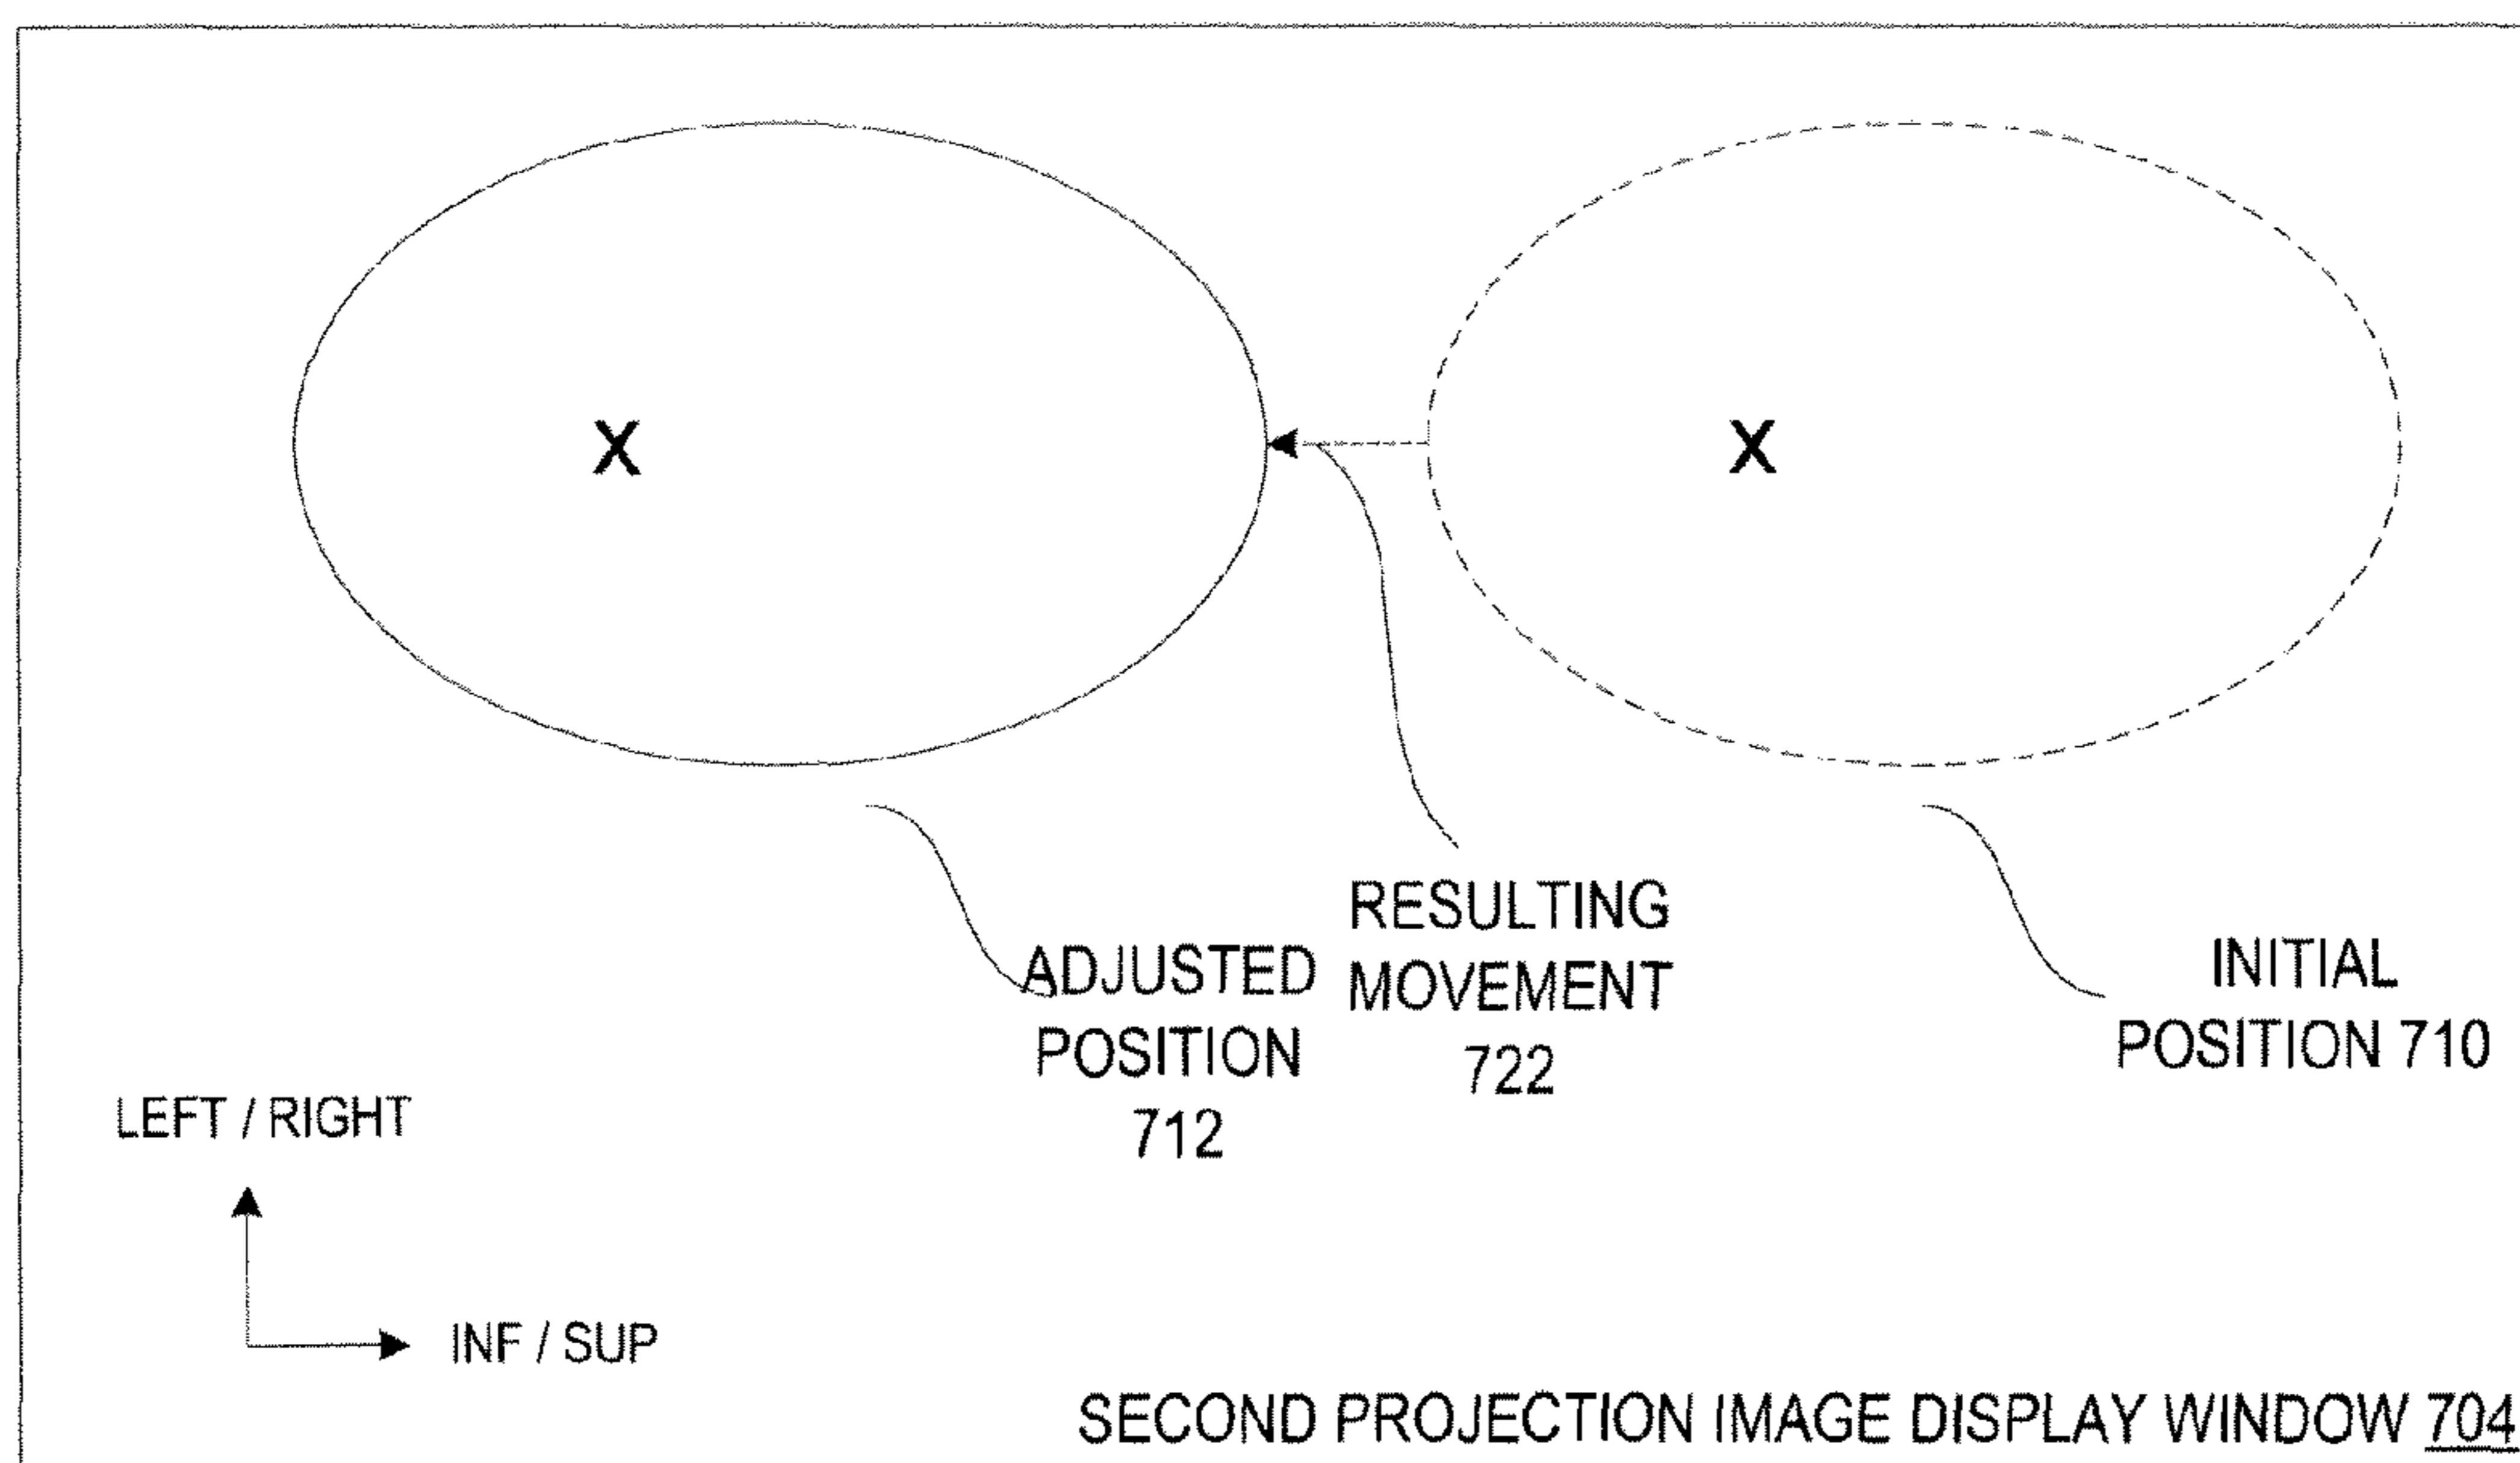 X
X
RESULTING
MOVEMENT
722
ADJUSTED
POSITION
712
INITIAL
POSITION 710
LEFT / RIGHT
INF / SUP
SECOND PROJECTION IMAGE DISPLAY WINDOW 704